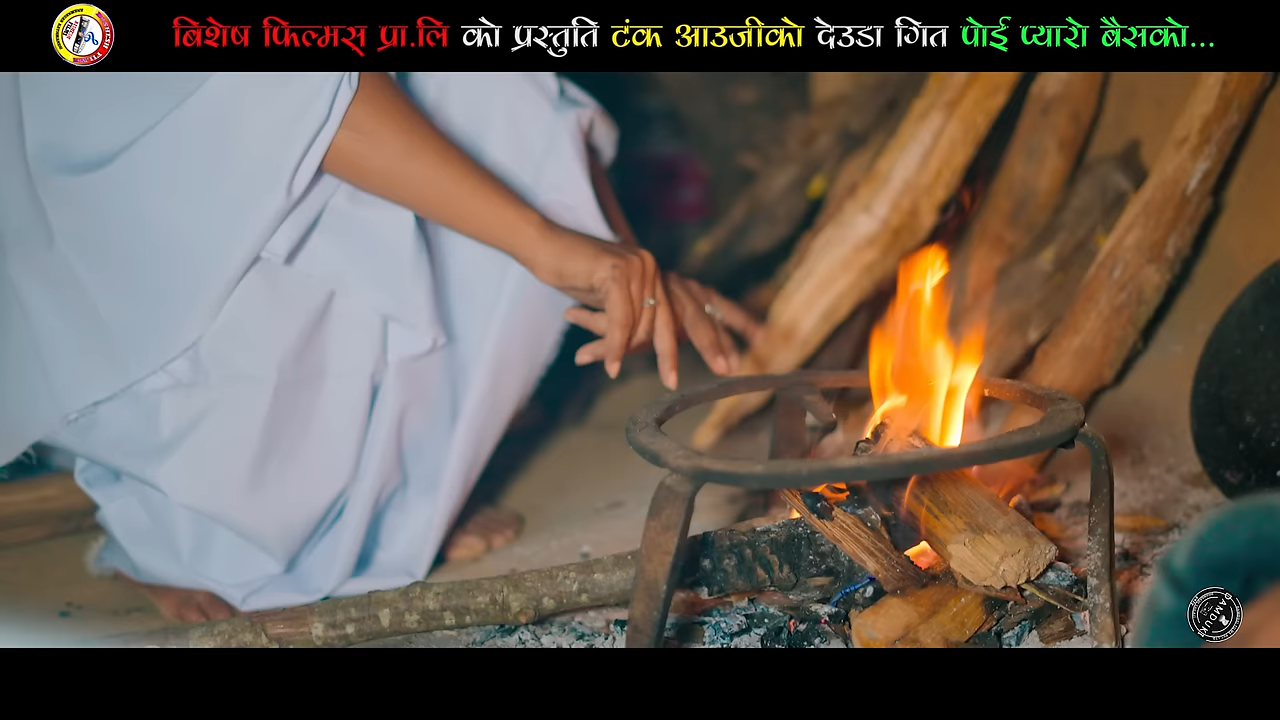 बिशेष फिल्मस् प्रा.लि को प्रस्तुति टंक आउजीको देउडा गित पोई प्यारो बैसको...